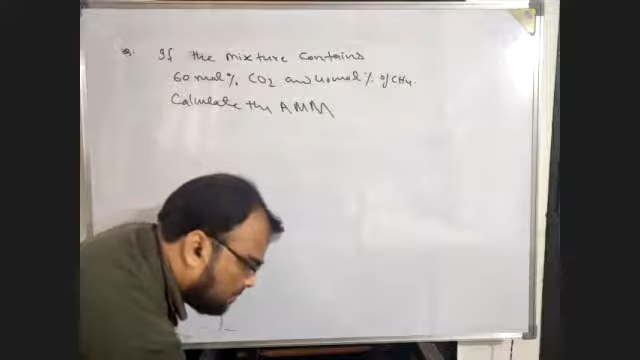 Q. If the mixture contains
60 mol% CO2 and 40 mol% of CH4.
Calculate the AMM